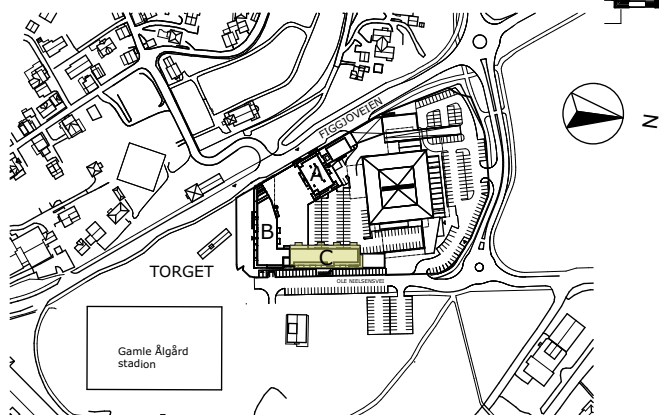 FIGGJOVEIEN
N
A
B
C
TORGET
OLE NIELSENSVEI
Gamle Ålgård
stadion